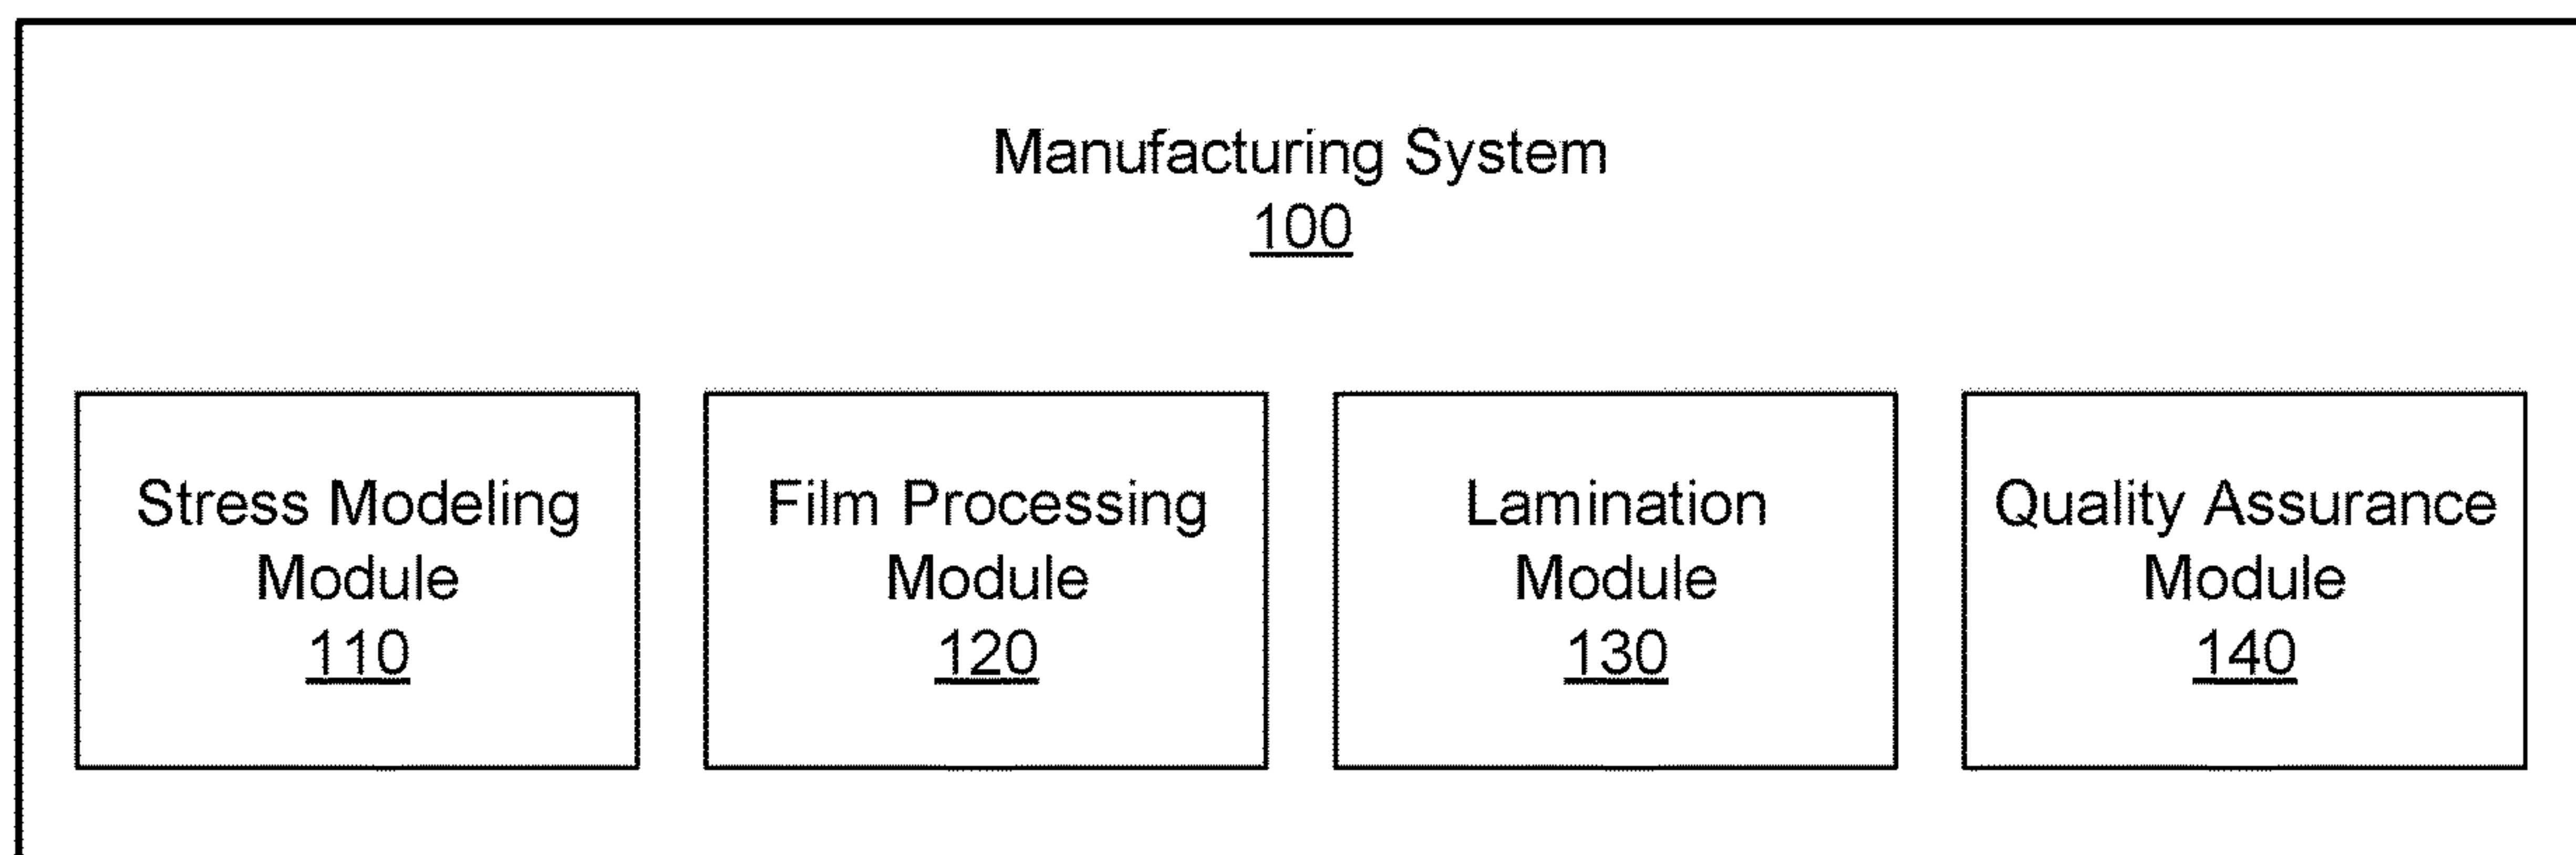 Manufacturing System
100
Stress Modeling
Module
110
Film Processing
Module
120
Lamination
Module
130
Quality Assurance
Module
140